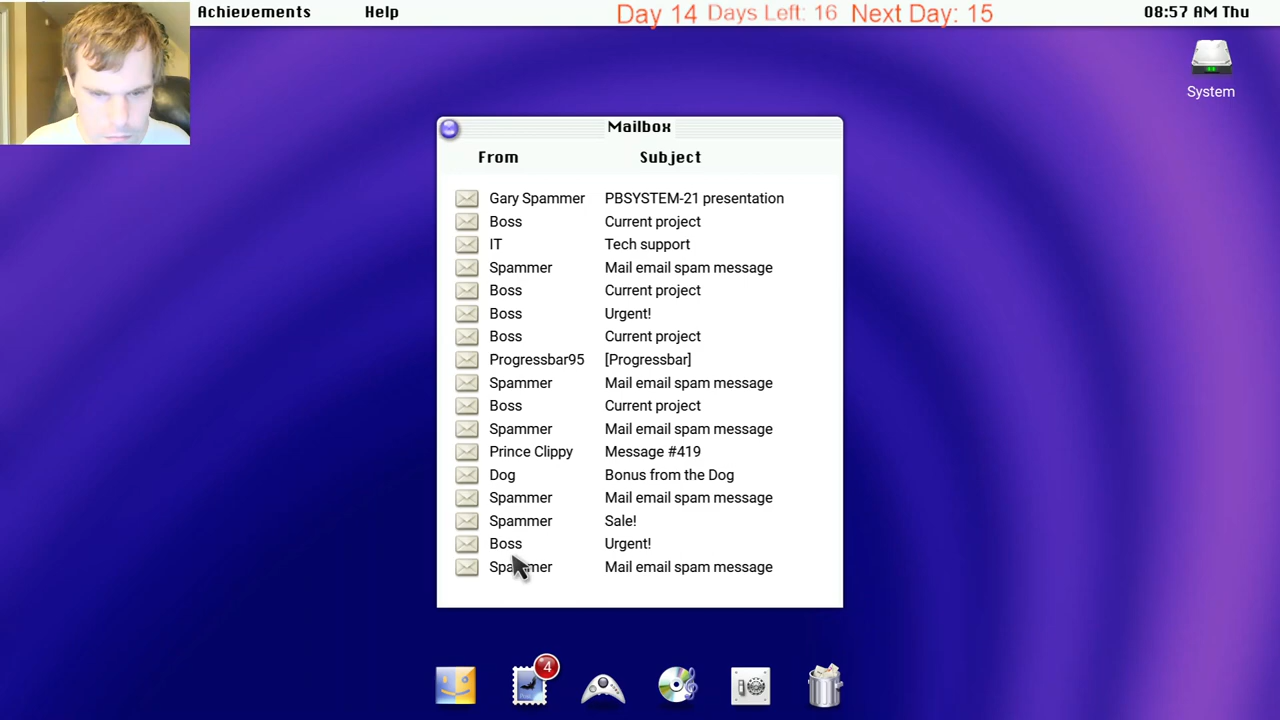 Achievements Help Day 14 Days Left: 16 Next Day: 15 08:57 AM Thu
System
Mailbox
From Subject
Gary Spammer PBSYSTEM-21 presentation
Boss Current project
IT Tech support
Spammer Mail email spam message
Boss Current project
Boss Urgent!
Boss Current project
Progressbar95 [Progressbar]
Spammer Mail email spam message
Boss Current project
Spammer Mail email spam message
Prince Clippy Message #419
Dog Bonus from the Dog
Spammer Mail email spam message
Spammer Sale!
Boss Urgent!
Spammer Mail email spam message
4